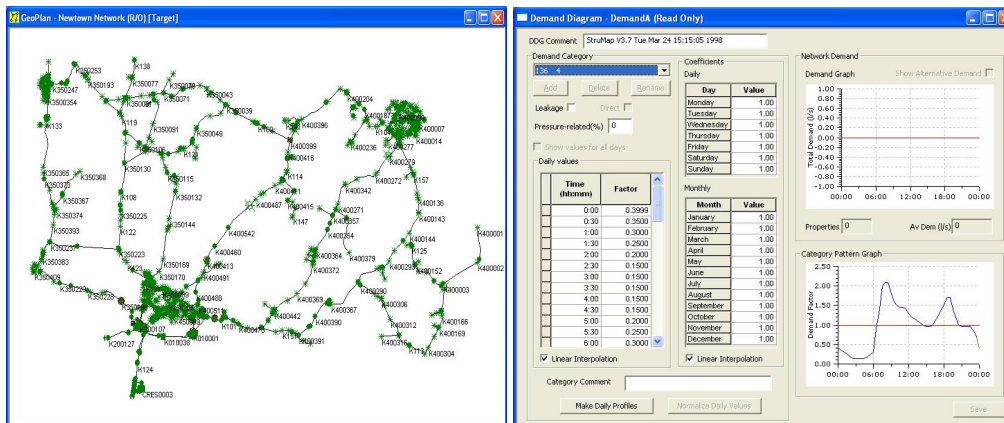 GeoPlan - Newtown Network (R/O) [Target]
K138
K350253
K350247
K350193
K350077
K350071
K3500354
K350043
K350039
K133
K119
K350091
K350049
K350130
K400204
K400187
K400396
K400007
K400014
K400399
K400236
K400277
K400416
K400279
K350365
K350368
K350373
K350115
K114
K400272
K157
K350367
K108
K350132
K400342
K400487
K400415
K400271
K400136
K350374
K350225
K147
K400357
K400143
K350393
K122
K350144
K400542
K400254
K400144
K400001
K350237
K350223
K400460
K400364
K400379
K125
K350383
K350169
K400413
K400372
K400152
K400002
K350409
K350170
K400491
K400290
K400003
K350229
K350228
K400488
K400369
K400306
K400442
K400367
K400390
K400312
K400166
K400169
K400391
K400316
K400304
K010038
K200127
K124
CRES0003
Demand Diagram - DemandA (Read Only)
DDG Comment StruMap V3.7 Tue Mar 24 15:15:05 1998
Demand Category
136 4
Add Delete Rename
Leakage Direct
Pressure-related(%) 0
Show values for all days
Daily values
Time (hh:mm) Factor
0:00 0.3999
0:30 0.3500
1:00 0.3000
1:30 0.2500
2:00 0.2000
2:30 0.1500
3:00 0.1500
3:30 0.1500
4:00 0.1500
4:30 0.1500
5:00 0.2000
5:30 0.2500
6:00 0.3000
Linear Interpolation
Coefficients
Daily
Day Value
Monday 1.00
Tuesday 1.00
Wednesday 1.00
Thursday 1.00
Friday 1.00
Saturday 1.00
Sunday 1.00
Monthly
Month Value
January 1.00
February 1.00
March 1.00
April 1.00
May 1.00
June 1.00
July 1.00
August 1.00
September 1.00
October 1.00
November 1.00
December 1.00
Linear Interpolation
Category Comment
Make Daily Profiles Normalize Daily Values
Network Demand
Demand Graph Show Alternative Demand
Total Demand (l/s)
1.00
0.80
0.60
0.40
0.20
0.00
-0.20
-0.40
-0.60
-0.80
-1.00
00:00 06:00 12:00 18:00 00:00
Properties 0 Av Dem (l/s) 0
Category Pattern Graph
Demand Factor
2.50
2.00
1.50
1.00
0.50
0.00
00:00 06:00 12:00 18:00 00:00
Save